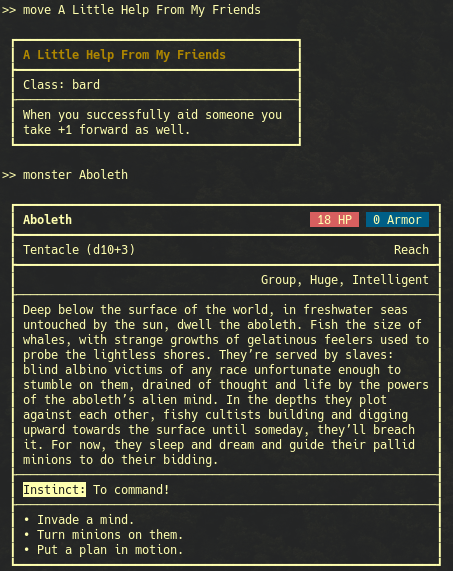 >> move A Little Help From My Friends
A Little Help From My Friends
Class: bard
When you successfully aid someone you
take +1 forward as well.
>> monster Aboleth
Aboleth 18 HP 0 Armor
Tentacle (d10+3) Reach
Group, Huge, Intelligent
Deep below the surface of the world, in freshwater seas
untouched by the sun, dwell the aboleth. Fish the size of
whales, with strange growths of gelatinous feelers used to
probe the lightless shores. They’re served by slaves:
blind albino victims of any race unfortunate enough to
stumble on them, drained of thought and life by the powers
of the aboleth’s alien mind. In the depths they plot
against each other, fishy cultists building and digging
upward towards the surface until someday, they’ll breach
it. For now, they sleep and dream and guide their pallid
minions to do their bidding.
Instinct: To command!
• Invade a mind.
• Turn minions on them.
• Put a plan in motion.